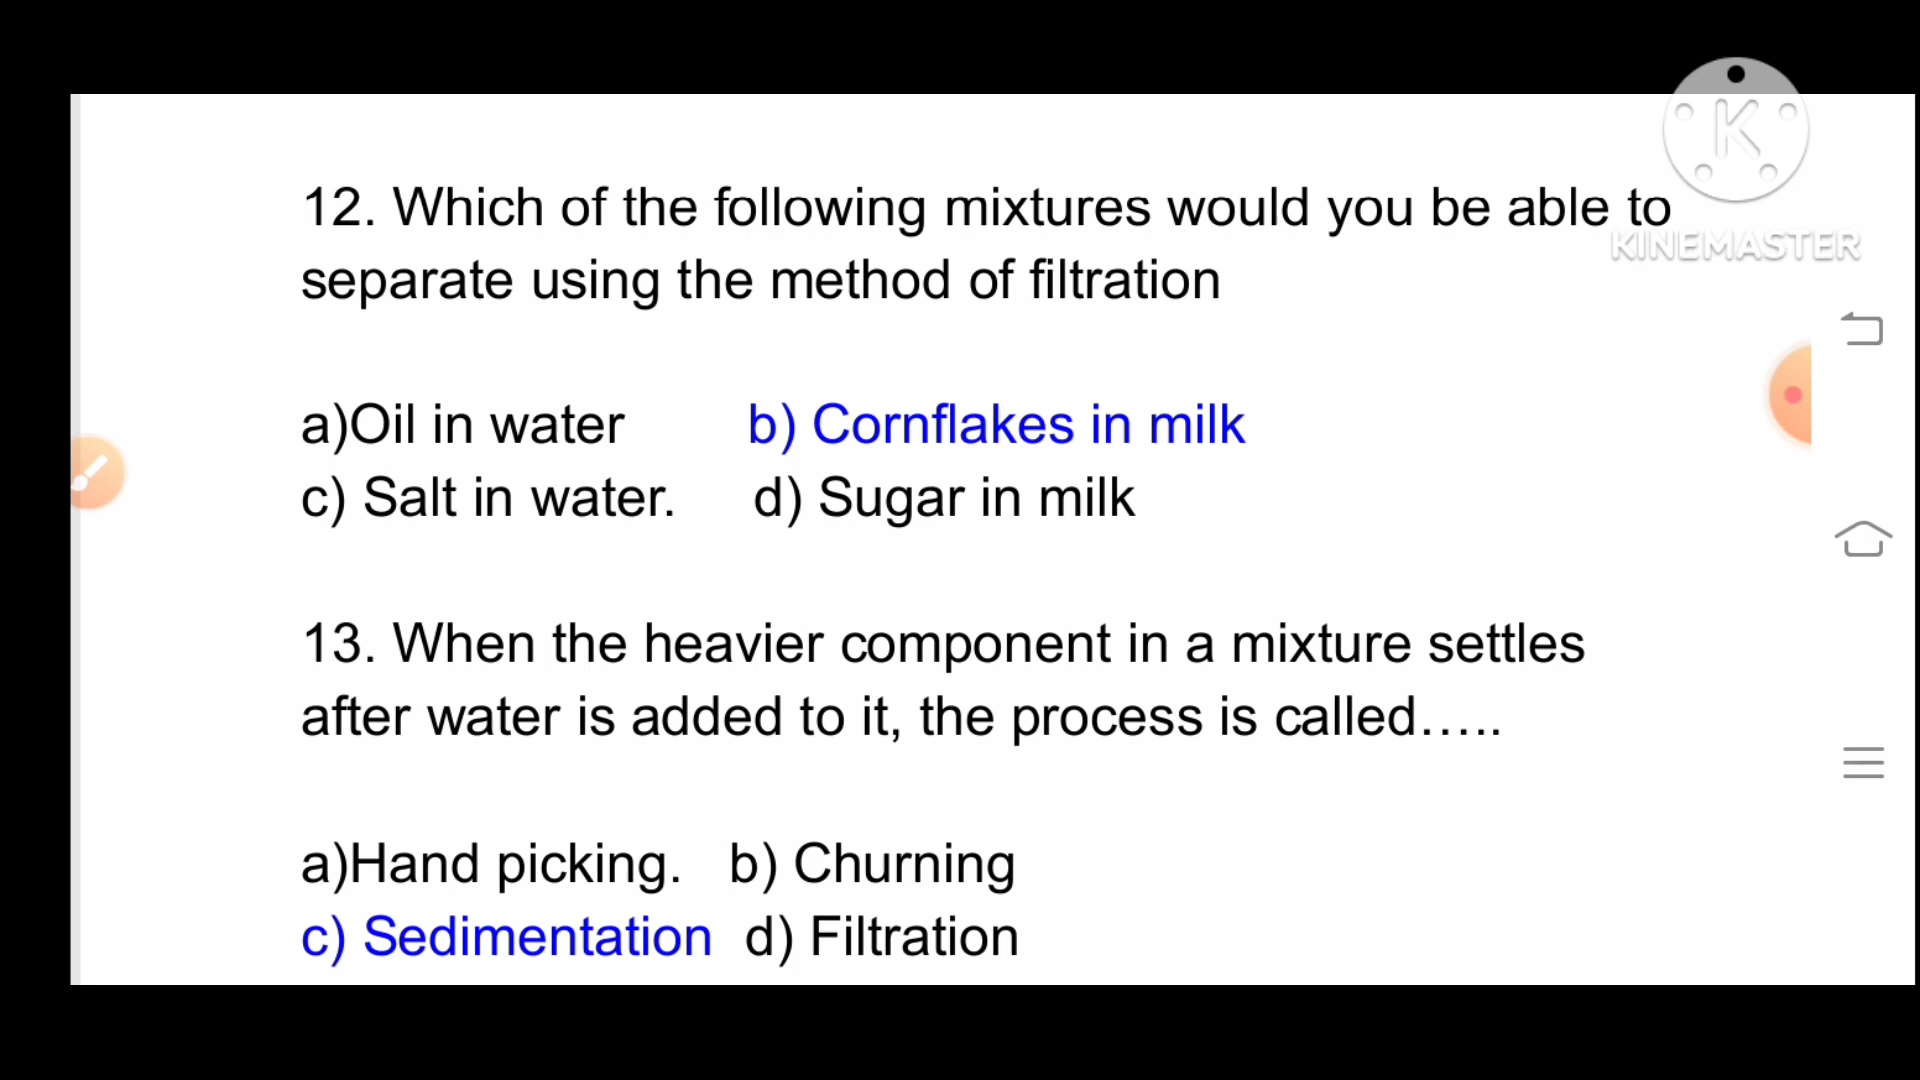 K
KINEMASTER
12. Which of the following mixtures would you be able to
separate using the method of filtration
a)Oil in water b) Cornflakes in milk
c) Salt in water. d) Sugar in milk
13. When the heavier component in a mixture settles
after water is added to it, the process is called.....
a)Hand picking. b) Churning
c) Sedimentation d) Filtration